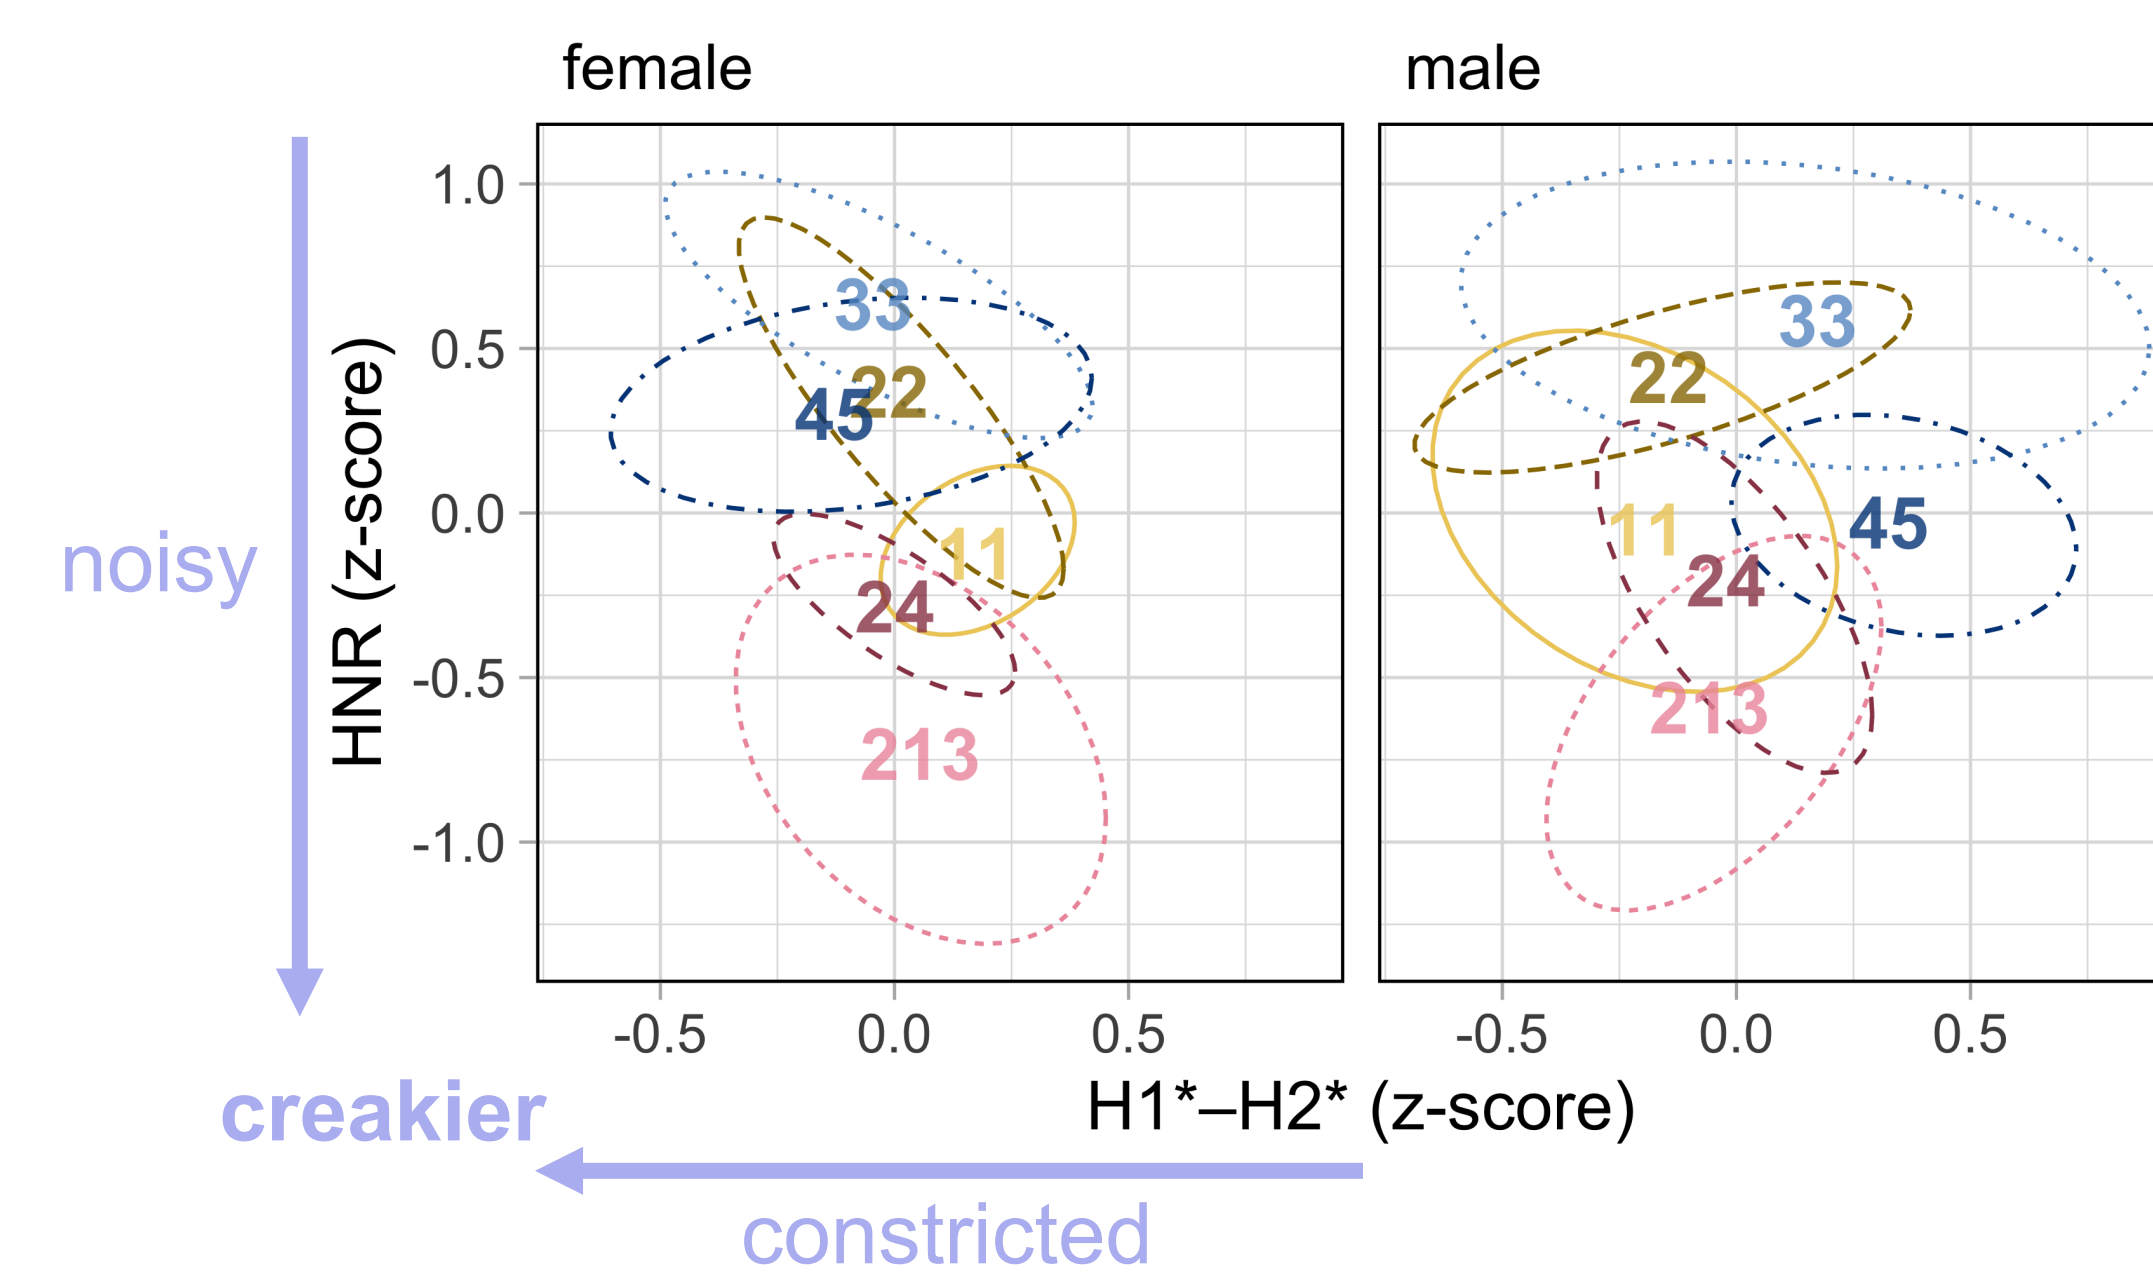 female
male
1.0
0.5
0.0
-0.5
-1.0
HNR (z-score)
noisy
33
22
45
11
24
213
33
22
11
45
24
213
-0.5 0.0 0.5
-0.5 0.0 0.5
H1*–H2* (z-score)
creakier
constricted